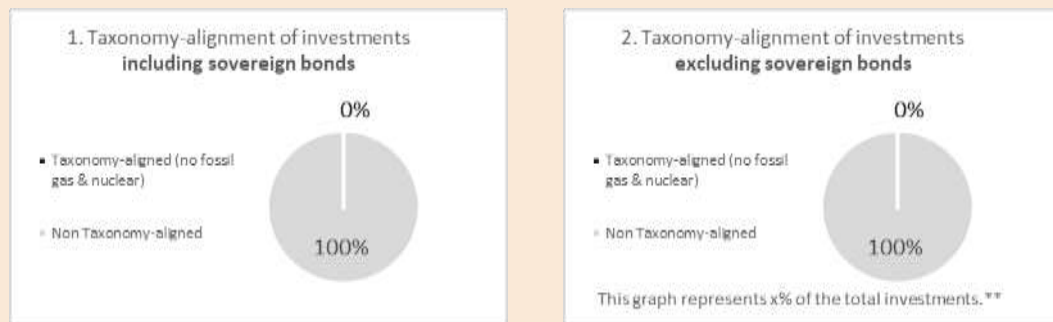 1. Taxonomy-alignment of investments
including sovereign bonds
0%
Taxonomy-aligned (no fossil
gas & nuclear)
Non Taxonomy-aligned
100%
2. Taxonomy-alignment of investments
excluding sovereign bonds
0%
Taxonomy-aligned (no fossil
gas & nuclear)
Non Taxonomy-aligned
100%
This graph represents x% of the total investments.**